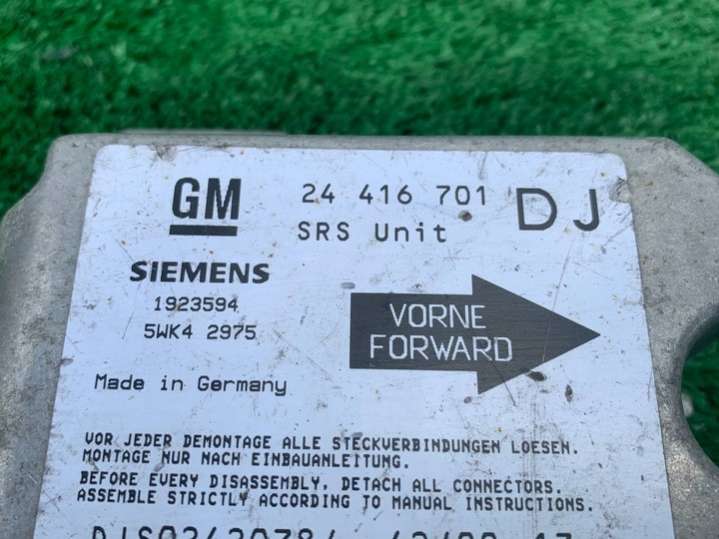 GM 24 416 701 DJ
SRS Unit
SIEMENS
1923594
5WK4 2975
VORNE
FORWARD
Made in Germany
VOR JEDER DEMONTAGE ALLE STECKVERBINDUNGEN LOESEN.
MONTAGE NUR NACH EINBAUANLEITUNG.
BEFORE EVERY DISASSEMBLY, DETACH ALL CONNECTORS.
ASSEMBLE STRICTLY ACCORDING TO MANUAL INSTRUCTIONS.